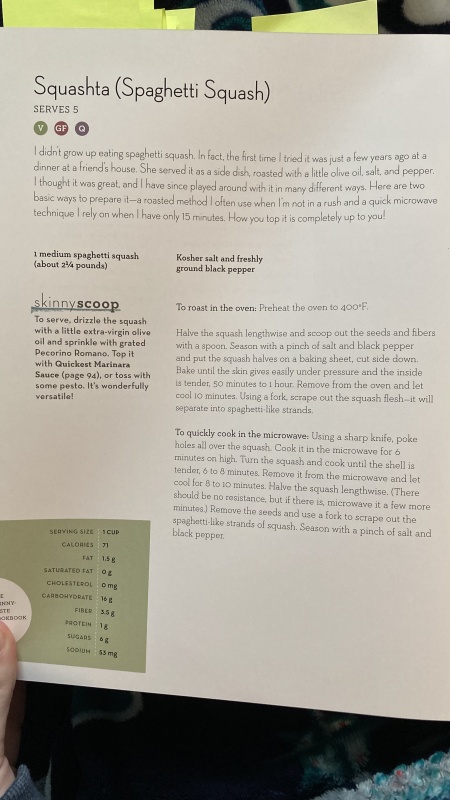 Squashta (Spaghetti Squash)
SERVES 5
V GF Q
I didn't grow up eating spaghetti squash. In fact, the first time I tried it was just a few years ago at a
dinner at a friend's house. She served it as a side dish, roasted with a little olive oil, salt, and pepper.
I thought it was great, and I have since played around with it in many different ways. Here are two
basic ways to prepare it—a roasted method I often use when I'm not in a rush and a quick microwave
technique I rely on when I have only 15 minutes. How you top it is completely up to you!
1 medium spaghetti squash
(about 2¼ pounds)
Kosher salt and freshly
ground black pepper
skinnyscoop
To serve, drizzle the squash
with a little extra-virgin olive
oil and sprinkle with grated
Pecorino Romano. Top it
with Quickest Marinara
Sauce (page 94), or toss with
some pesto. It's wonderfully
versatile!
To roast in the oven: Preheat the oven to 400°F.
Halve the squash lengthwise and scoop out the seeds and fibers
with a spoon. Season with a pinch of salt and black pepper
and put the squash halves on a baking sheet, cut side down.
Bake until the skin gives easily under pressure and the inside
is tender, 50 minutes to 1 hour. Remove from the oven and let
cool 10 minutes. Using a fork, scrape out the squash flesh—it will
separate into spaghetti-like strands.
To quickly cook in the microwave: Using a sharp knife, poke
holes all over the squash. Cook it in the microwave for 6
minutes on high. Turn the squash and cook until the shell is
tender, 6 to 8 minutes. Remove it from the microwave and let
cool for 8 to 10 minutes. Halve the squash lengthwise. (There
should be no resistance, but if there is, microwave it a few more
minutes.) Remove the seeds and use a fork to scrape out the
spaghetti-like strands of squash. Season with a pinch of salt and
black pepper.
SERVING SIZE 1 CUP
CALORIES 71
FAT 1.5 g
SATURATED FAT 0 g
CHOLESTEROL 0 mg
CARBOHYDRATE 16 g
FIBER 3.5 g
PROTEIN 1 g
SUGARS 6 g
SODIUM 53 mg
E
INNY-
STE
OOKBOOK